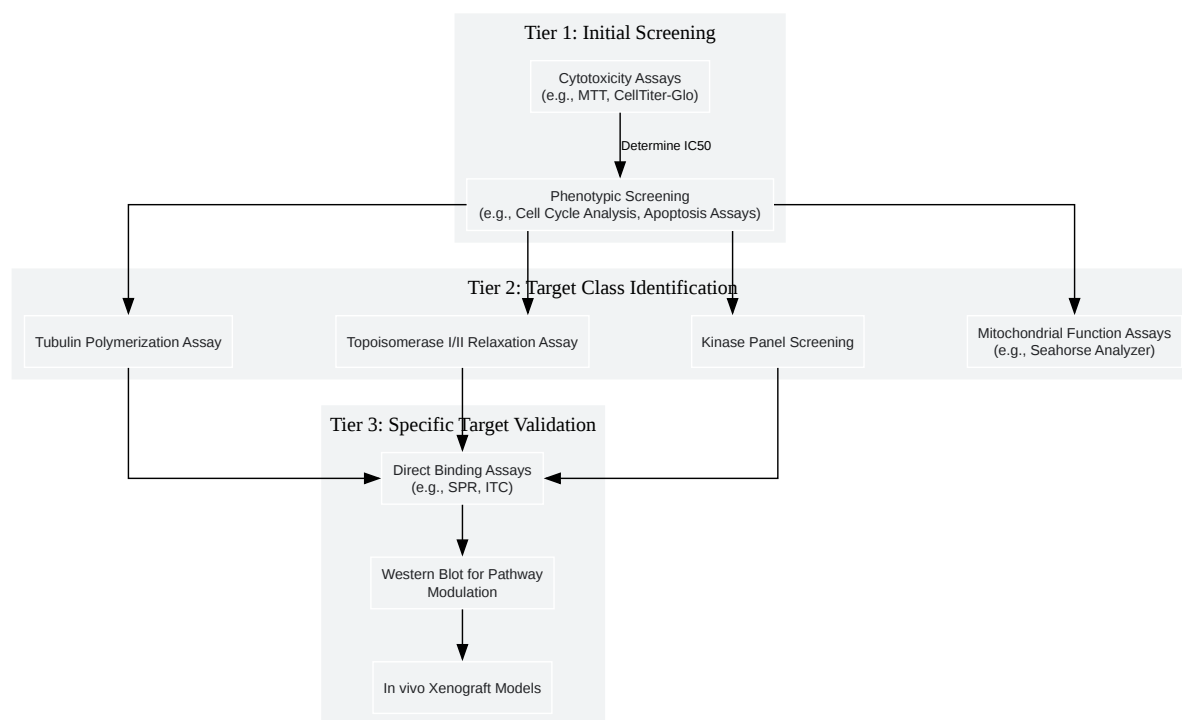 Tier 1: Initial Screening
Cytotoxicity Assays
(e.g., MTT, CellTiter-Glo)
Determine IC50
Phenotypic Screening
(e.g., Cell Cycle Analysis, Apoptosis Assays)
Tier 2: Target Class Identification
Tubulin Polymerization Assay
Topoisomerase I/II Relaxation Assay
Kinase Panel Screening
Mitochondrial Function Assays
(e.g., Seahorse Analyzer)
Tier 3: Specific Target Validation
Direct Binding Assays
(e.g., SPR, ITC)
Western Blot for Pathway
Modulation
In vivo Xenograft Models